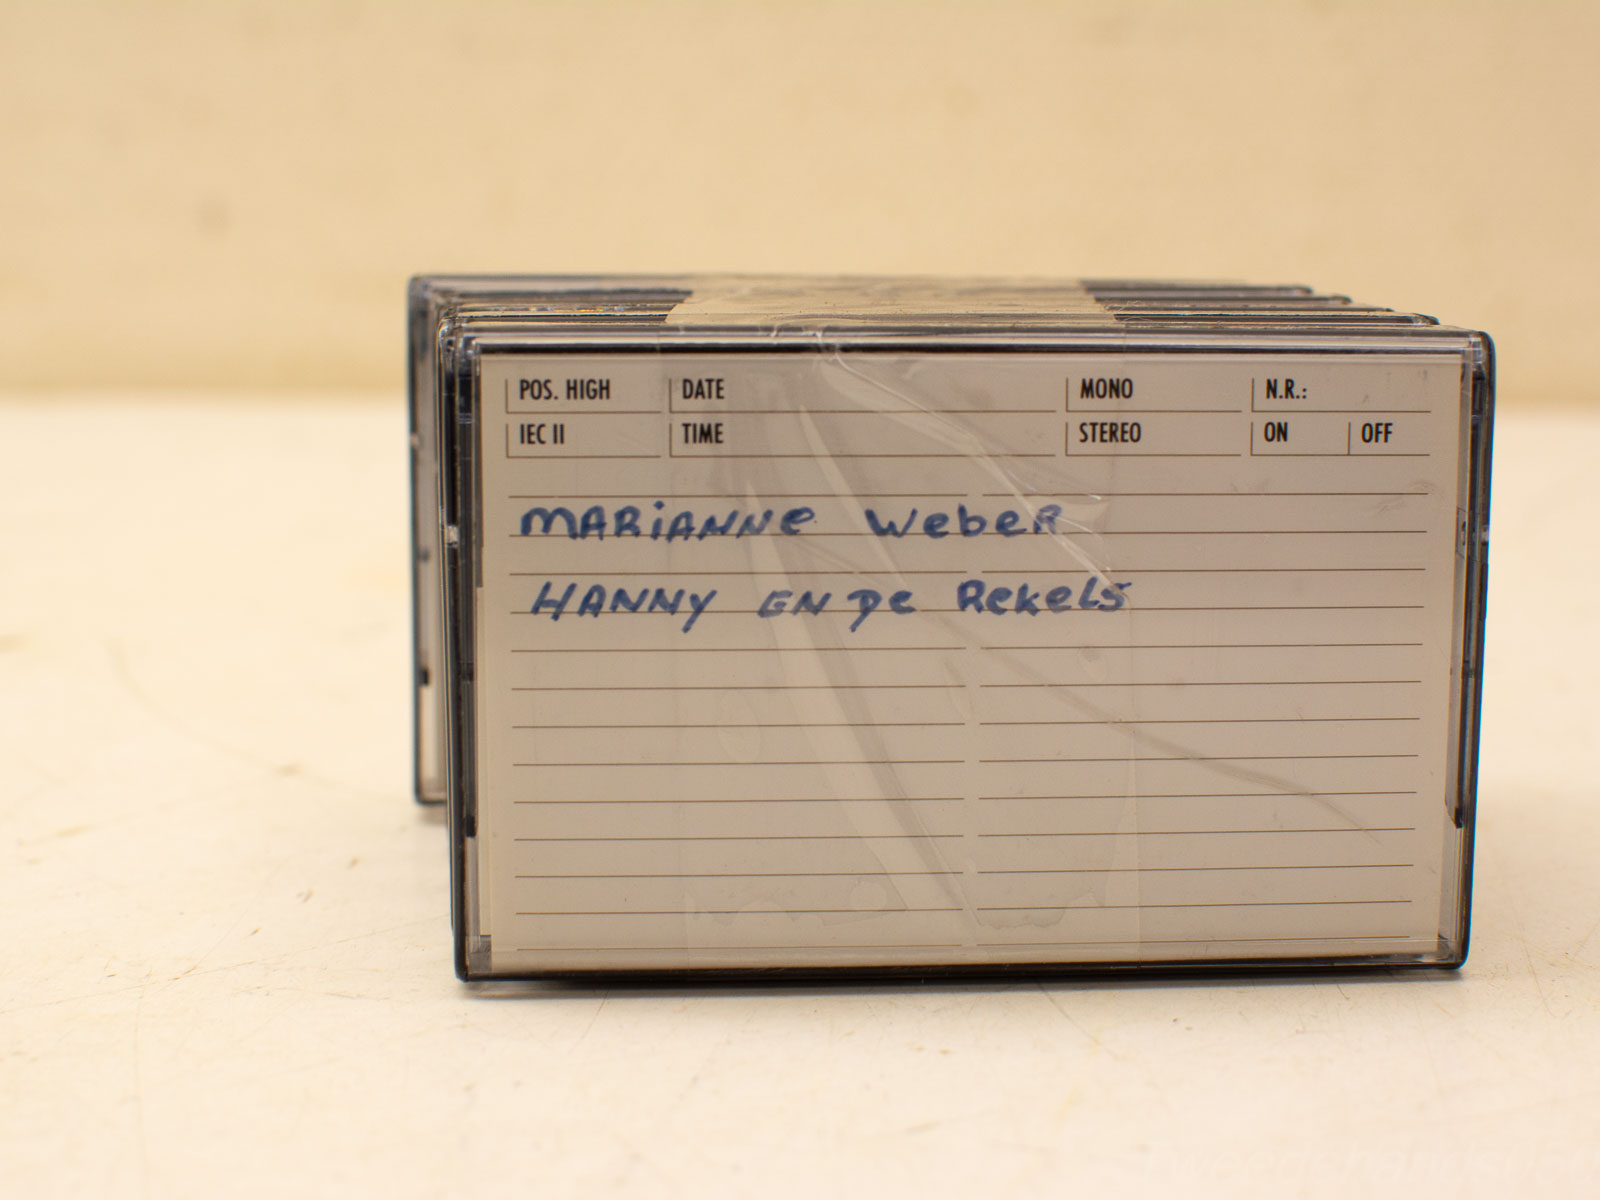 POS. HIGH DATE MONO N.R.:
IEC II TIME STEREO ON OFF
MARiANNe Weber
HANNY EN De Rekels